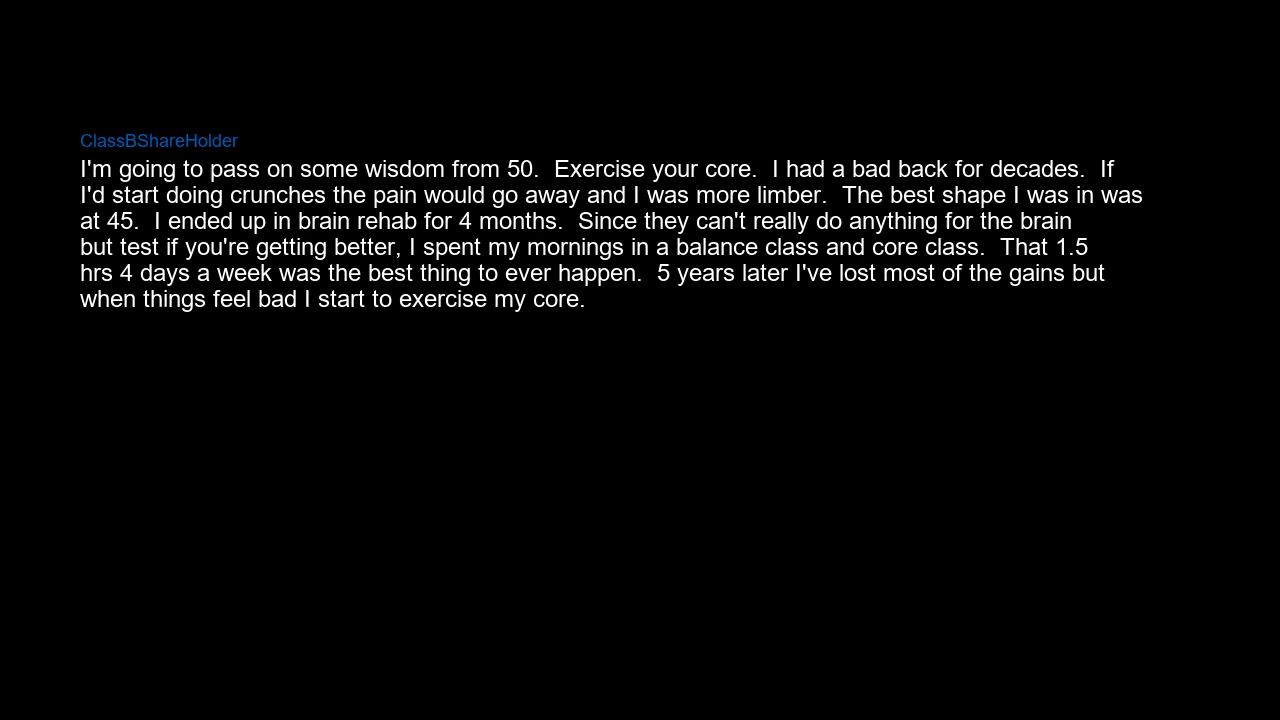 ClassBShareHolder
I'm going to pass on some wisdom from 50.  Exercise your core.  I had a bad back for decades.  If
I'd start doing crunches the pain would go away and I was more limber.  The best shape I was in was
at 45.  I ended up in brain rehab for 4 months.  Since they can't really do anything for the brain
but test if you're getting better, I spent my mornings in a balance class and core class.  That 1.5
hrs 4 days a week was the best thing to ever happen.  5 years later I've lost most of the gains but
when things feel bad I start to exercise my core.